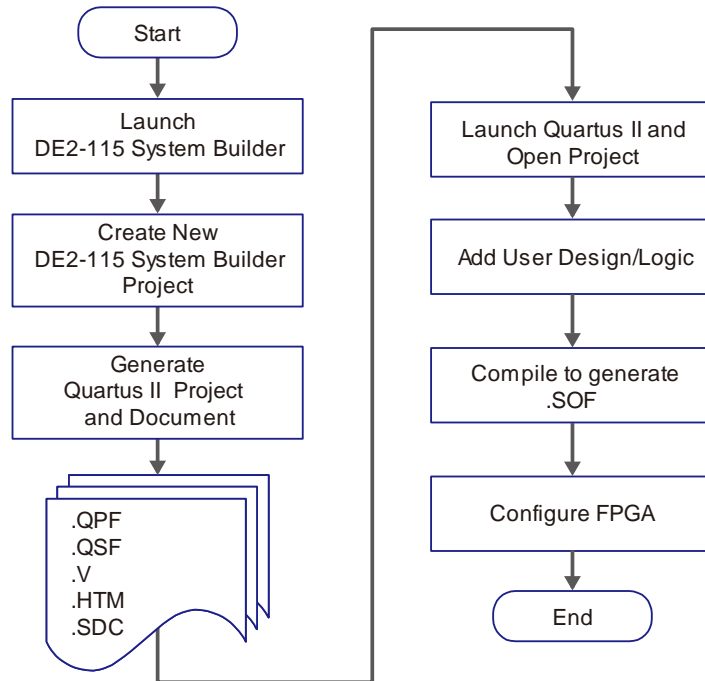 Start
Launch
DE2-115 System Builder
Create New
DE2-115 System Builder
Project
Generate
Quartus II Project
and Document
.QPF
.QSF
.V
.HTM
.SDC
Launch Quartus II and
Open Project
Add User Design/Logic
Compile to generate
.SOF
Configure FPGA
End